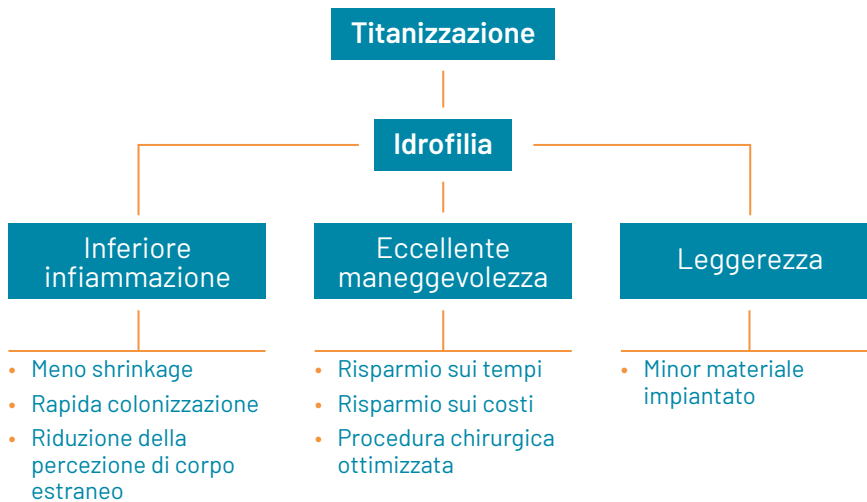 Titanizzazione
Idrofilia
Inferiore
infiammazione
Eccellente
maneggevolezza
Leggerezza
• Meno shrinkage
• Rapida colonizzazione
• Riduzione della
percezione di corpo
estraneo
• Risparmio sui tempi
• Risparmio sui costi
• Procedura chirurgica
ottimizzata
• Minor materiale
impiantato